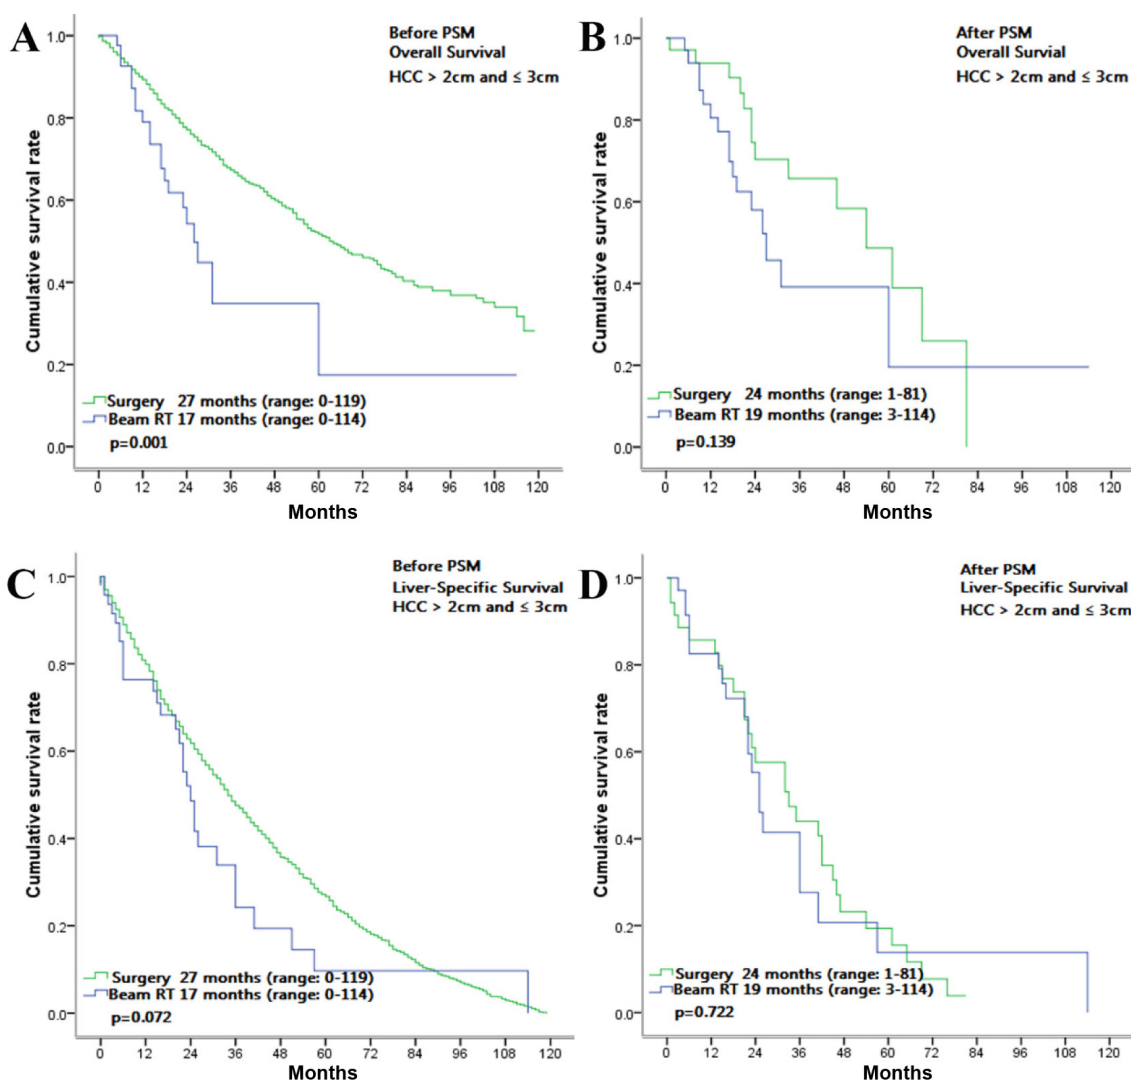 A
Before PSM
Overall Survival
HCC > 2cm and ≤ 3cm
Cumulative survival rate
1.0
0.8
0.6
0.4
0.2
0.0
Surgery 27 months (range: 0-119)
Beam RT 17 months (range: 0-114)
p=0.001
0 12 24 36 48 60 72 84 96 108 120
Months
B
After PSM
Overall Survial
HCC > 2cm and ≤ 3cm
Cumulative survival rate
1.0
0.8
0.6
0.4
0.2
0.0
Surgery 24 months (range: 1-81)
Beam RT 19 months (range: 3-114)
p=0.139
0 12 24 36 48 60 72 84 96 108 120
Months
C
Before PSM
Liver-Specific Survival
HCC > 2cm and ≤ 3cm
Cumulative survival rate
1.0
0.8
0.6
0.4
0.2
0.0
Surgery 27 months (range: 0-119)
Beam RT 17 months (range: 0-114)
p=0.072
0 12 24 36 48 60 72 84 96 108 120
Months
D
After PSM
Liver-Specific Survival
HCC > 2cm and ≤ 3cm
Cumulative survival rate
1.0
0.8
0.6
0.4
0.2
0.0
Surgery 24 months (range: 1-81)
Beam RT 19 months (range: 3-114)
p=0.722
0 12 24 36 48 60 72 84 96 108 120
Months